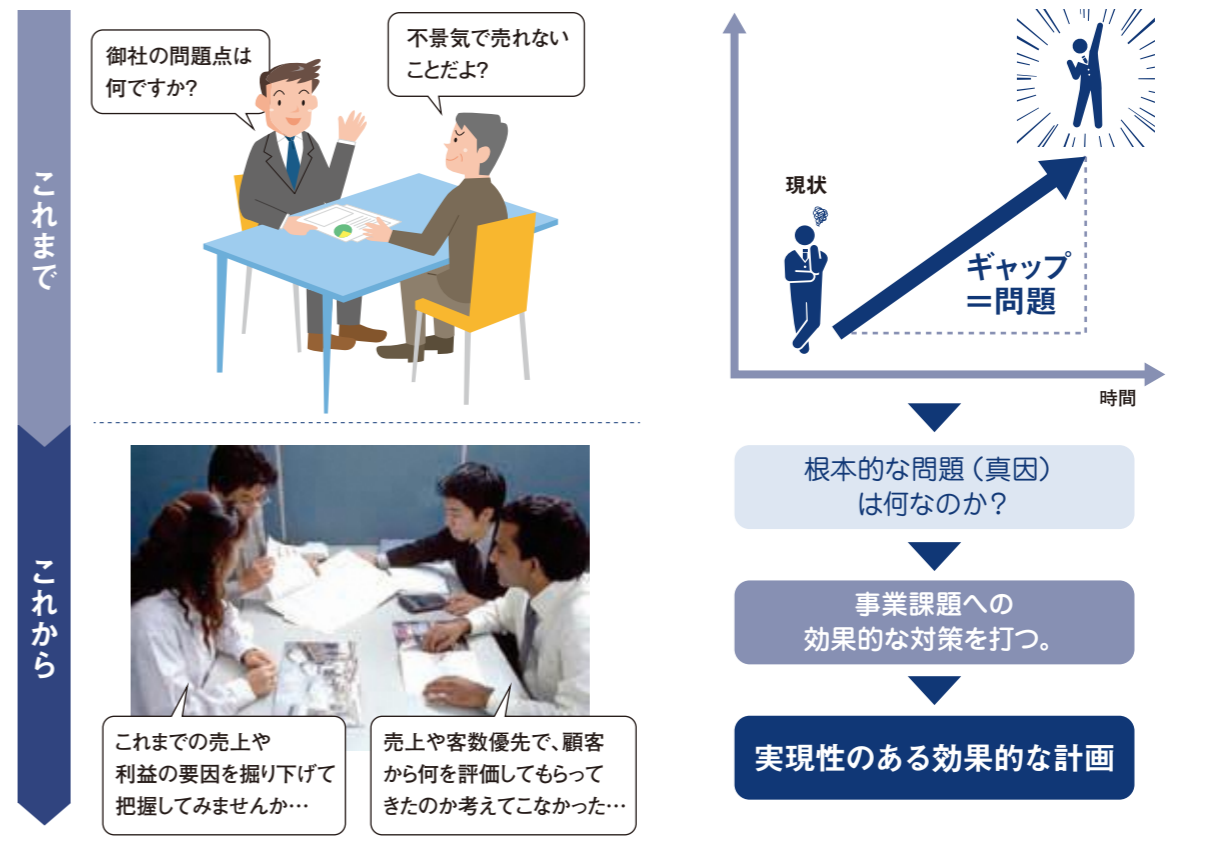 これまで
御社の問題点は
何ですか？
不景気で売れない
ことだよ？
現状
ギャップ
＝問題
時間
これから
これまでの売上や
利益の要因を掘り下げて
把握してみませんか…
売上や客数優先で、顧客
から何を評価してもらって
きたのか考えてこなかった…
根本的な問題（真因）
は何なのか？
事業課題への
効果的な対策を打つ。
実現性のある効果的な計画